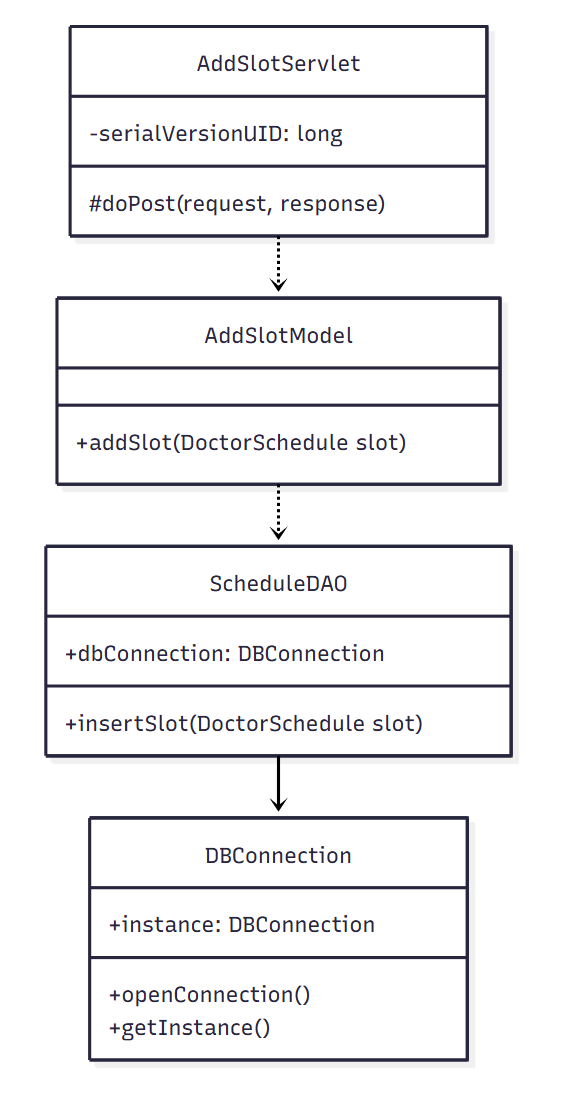 AddSlotServlet
-serialVersionUID: long
#doPost(request, response)
AddSlotModel
+addSlot(DoctorSchedule slot)
ScheduleDAO
+dbConnection: DBConnection
+insertSlot(DoctorSchedule slot)
DBConnection
+instance: DBConnection
+openConnection()
+getInstance()